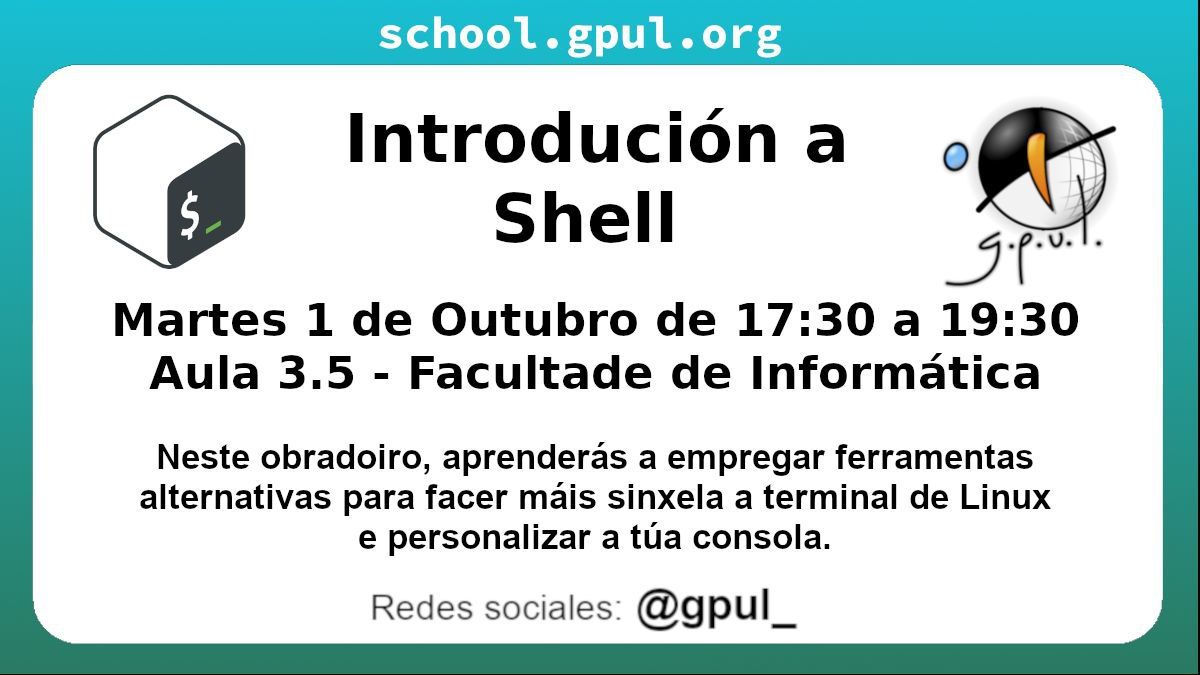 school.gpul.org
Introdución a
Shell
$_
g.p.u.l.
Martes 1 de Outubro de 17:30 a 19:30
Aula 3.5 - Facultade de Informática
Neste obradoiro, aprenderás a empregar ferramentas
alternativas para facer máis sinxela a terminal de Linux
e personalizar a túa consola.
Redes sociales: @gpul_